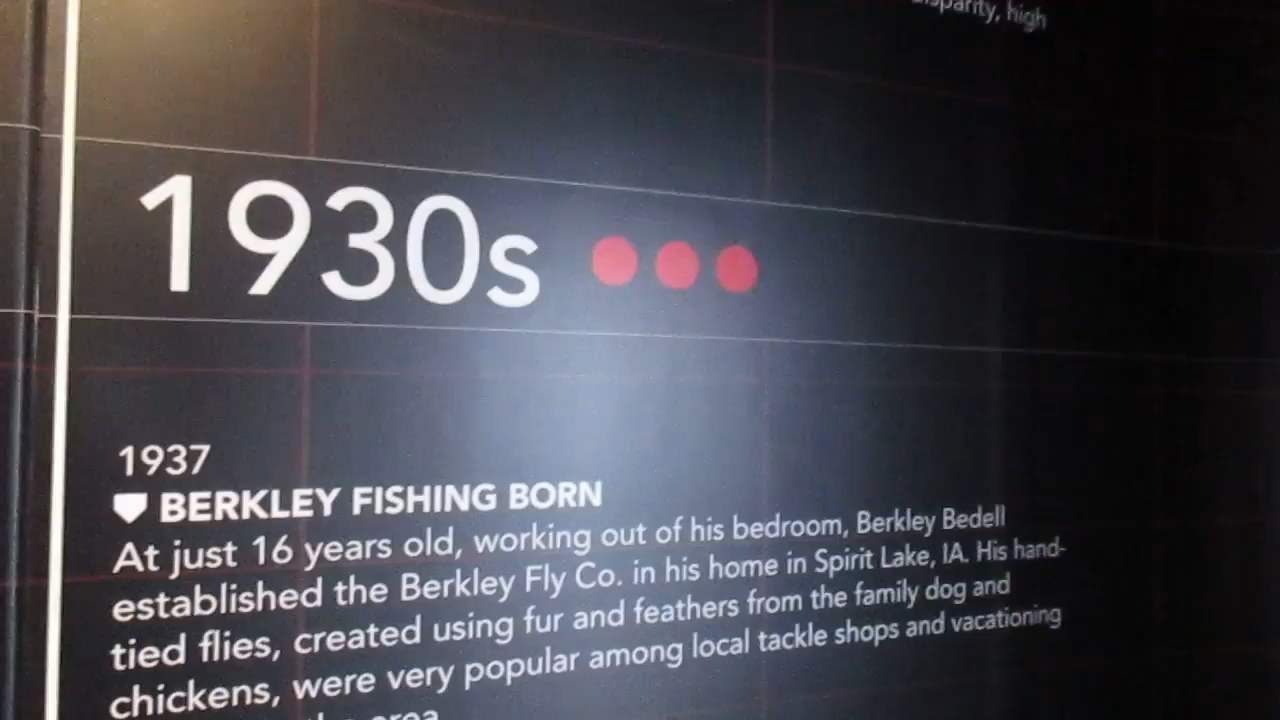 disparity, high
1930s
1937
BERKLEY FISHING BORN
At just 16 years old, working out of his bedroom, Berkley Bedell
established the Berkley Fly Co. in his home in Spirit Lake, IA. His hand-
tied flies, created using fur and feathers from the family dog and
chickens, were very popular among local tackle shops and vacationing
the area